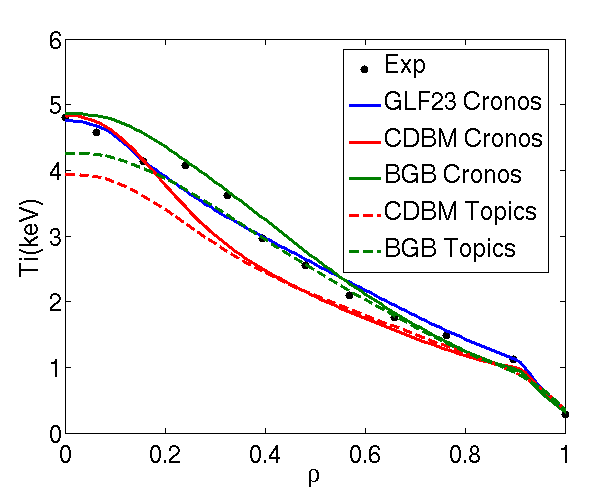 6
5
4
3
2
1
0
Ti(keV)
Exp
GLF23 Cronos
CDBM Cronos
BGB Cronos
CDBM Topics
BGB Topics
0 0.2 0.4 0.6 0.8 1
ρ